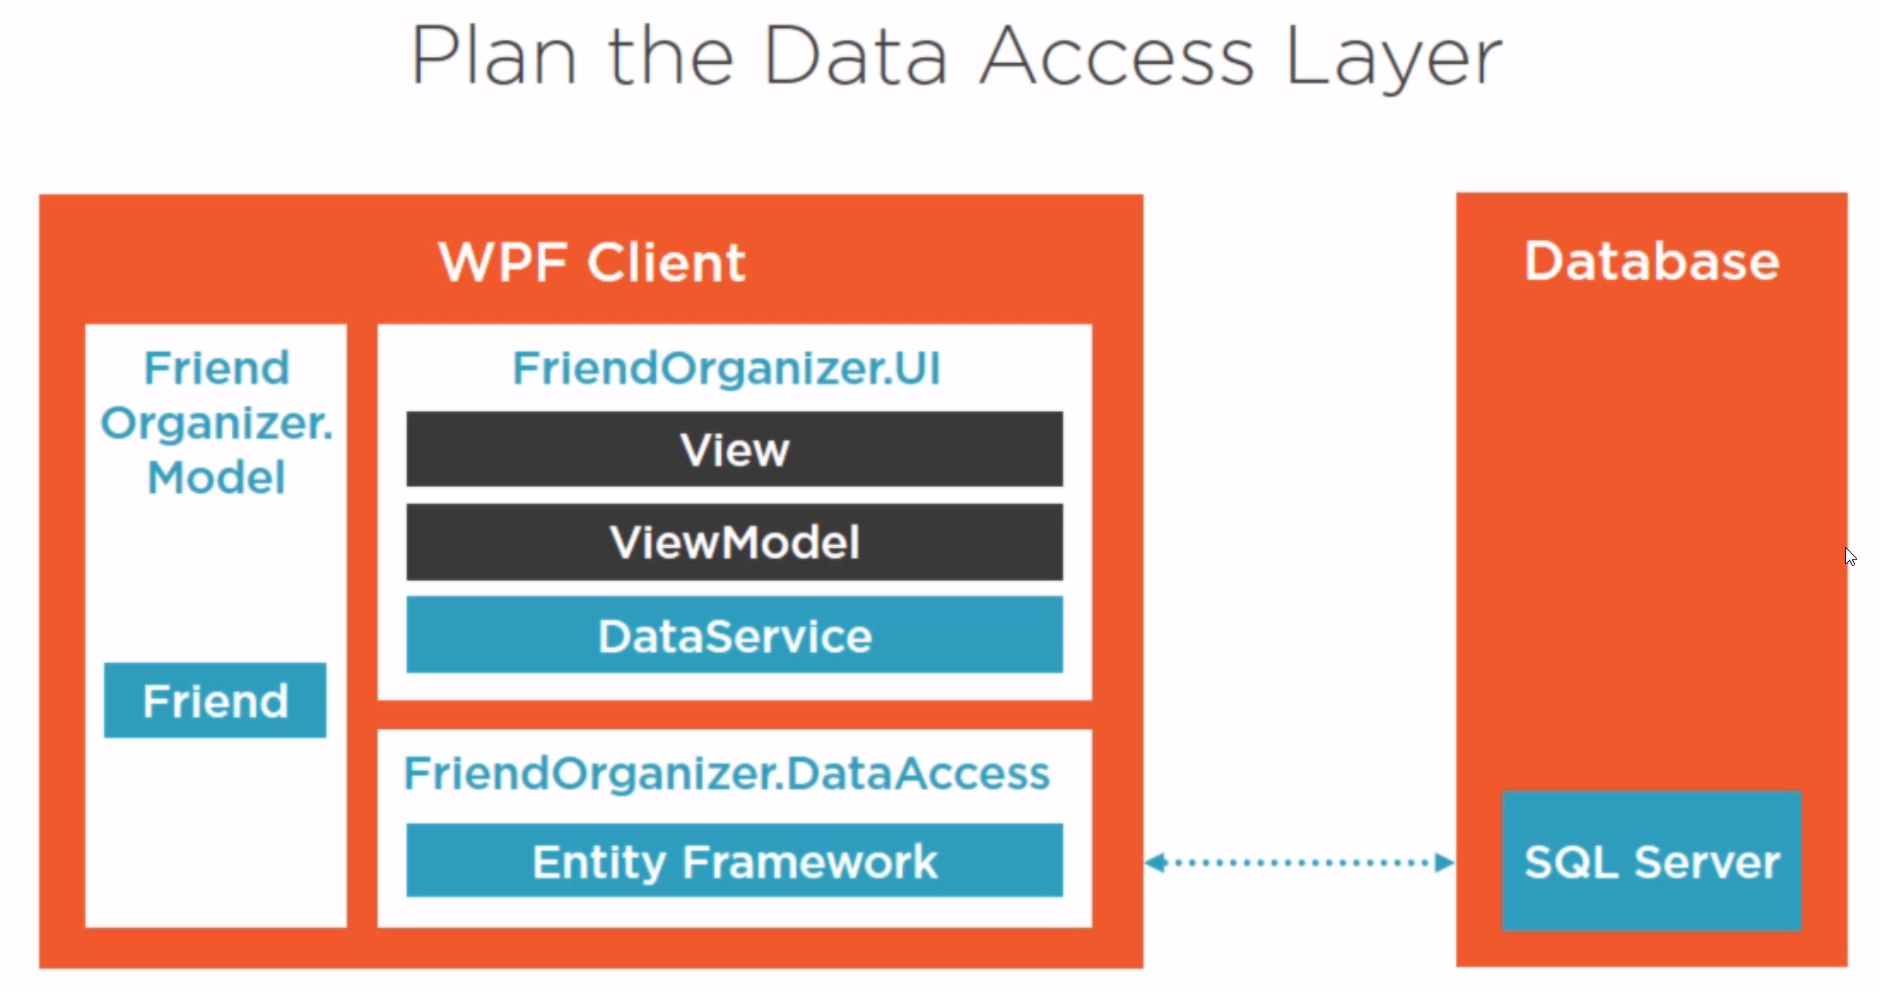 Plan the Data Access Layer
WPF Client
Friend
Organizer.
Model
Friend
FriendOrganizer.UI
View
ViewModel
DataService
FriendOrganizer.DataAccess
Entity Framework
Database
SQL Server